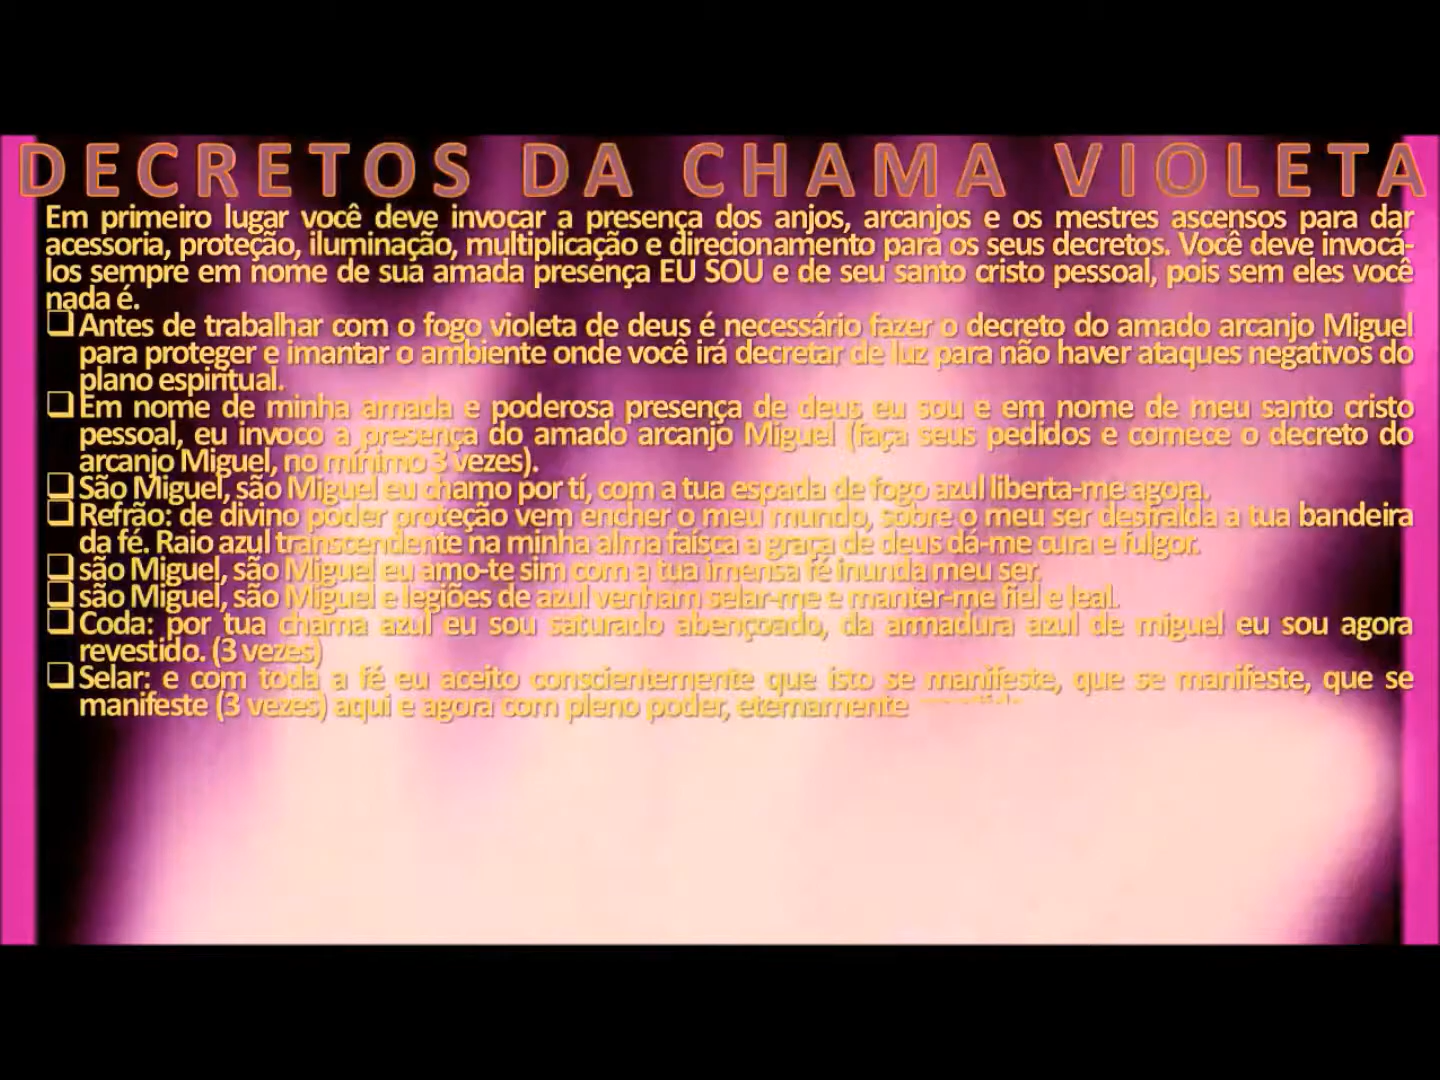 DECRETOS DA CHAMA VIOLETA
Em primeiro lugar você deve invocar a presença dos anjos, arcanjos e os mestres ascensos para dar
acessoria, proteção, iluminação, multiplicação e direcionamento para os seus decretos. Você deve invocá-
los sempre em nome de sua amada presença EU SOU e de seu santo cristo pessoal, pois sem eles você
nada é.
❑ Antes de trabalhar com o fogo violeta de deus é necessário fazer o decreto do amado arcanjo Miguel
para proteger e imantar o ambiente onde você irá decretar de luz para não haver ataques negativos do
plano espiritual.
❑ Em nome de minha amada e poderosa presença de deus eu sou e em nome de meu santo cristo
pessoal, eu invoco a presença do amado arcanjo Miguel (faça seus pedidos e comece o decreto do
arcanjo Miguel, no mínimo 3 vezes).
❑ São Miguel, são Miguel eu chamo por tí, com a tua espada de fogo azul liberta-me agora.
❑ Refrão: de divino poder proteção vem encher o meu mundo, sobre o meu ser desfralda a tua bandeira
da fé. Raio azul transcendente na minha alma faísca a graça de deus dá-me cura e fulgor.
❑ são Miguel, são Miguel eu amo-te sim com a tua imensa fé inunda meu ser.
❑ são Miguel, são Miguel e legiões de azul venham selar-me e manter-me fiel e leal.
❑ Coda: por tua chama azul eu sou saturado abençoado, da armadura azul de miguel eu sou agora
revestido. (3 vezes)
❑ Selar: e com toda a fé eu aceito conscientemente que isto se manifeste, que se manifeste, que se
manifeste (3 vezes) aqui e agora com pleno poder, eternamente